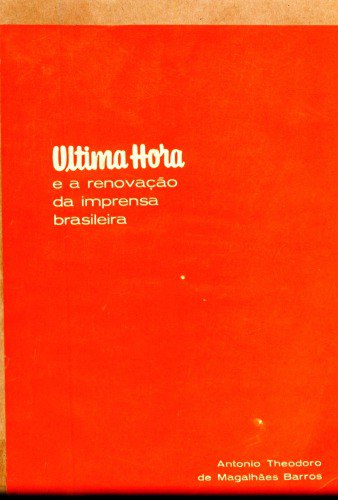 Ultima Hora
e a renovação
da imprensa
brasileira
Antonio Theodoro
de Magalhães Barros